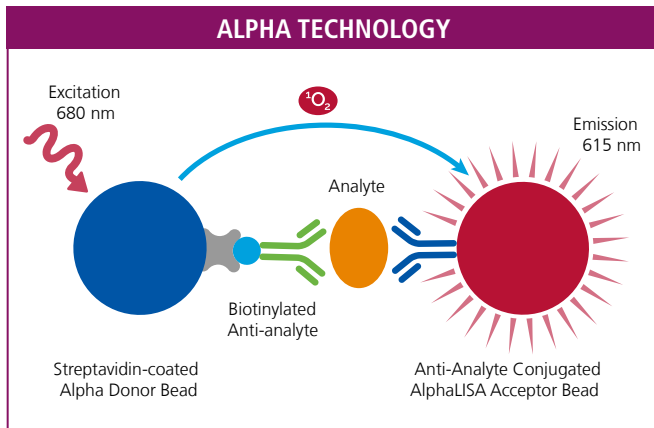 ALPHA TECHNOLOGY
Excitation
680 nm
¹O₂
Emission
615 nm
Analyte
Biotinylated
Anti-analyte
Streptavidin-coated
Alpha Donor Bead
Anti-Analyte Conjugated
AlphaLISA Acceptor Bead